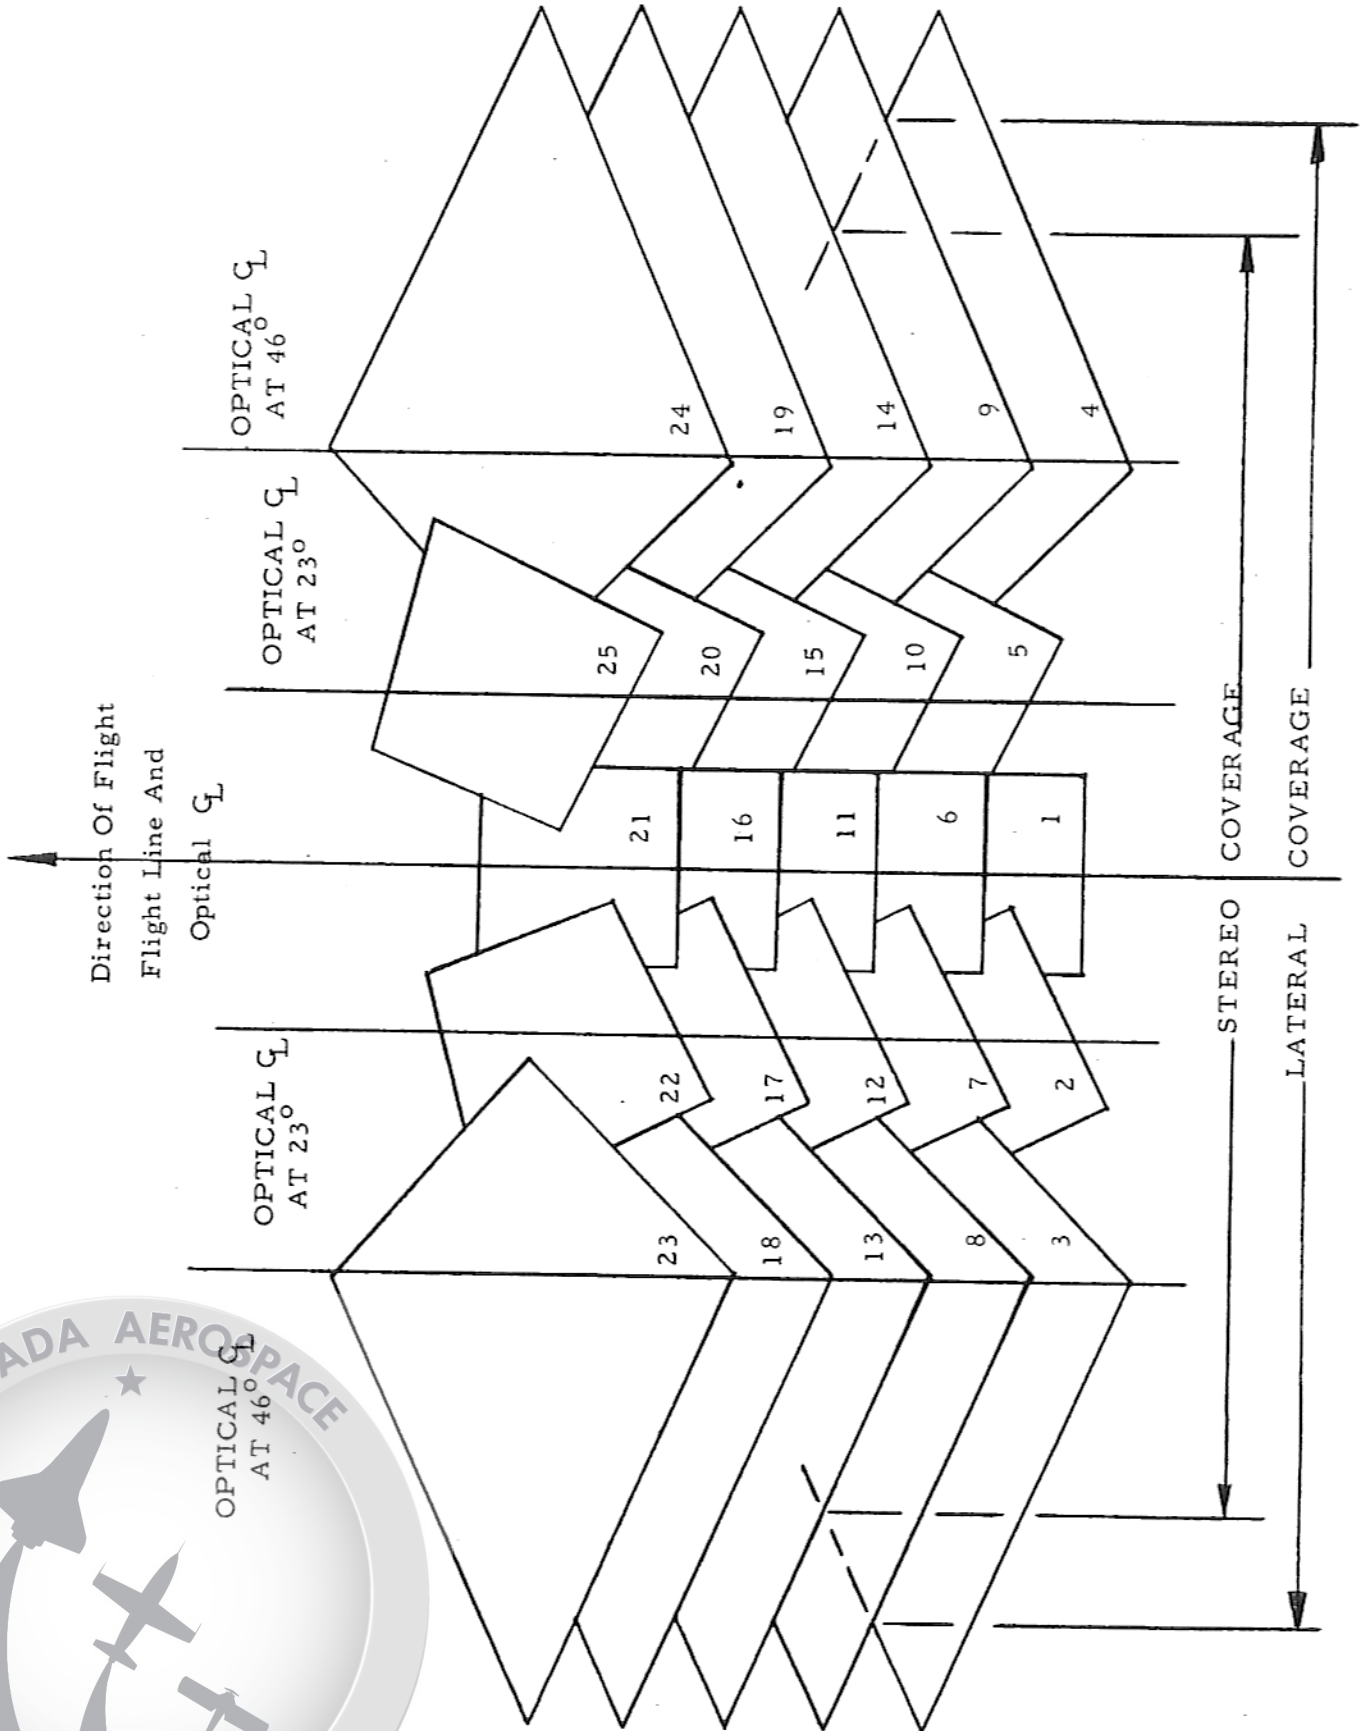 Direction Of Flight
Flight Line And
Optical ℄
OPTICAL ℄
AT 46°
OPTICAL ℄
AT 23°
OPTICAL ℄
AT 23°
OPTICAL ℄
AT 46°
23
22
21
25
24
18
17
16
20
19
13
12
11
15
14
8
7
6
10
9
3
2
1
5
4
STEREO COVERAGE
LATERAL COVERAGE
ADA AEROSPACE